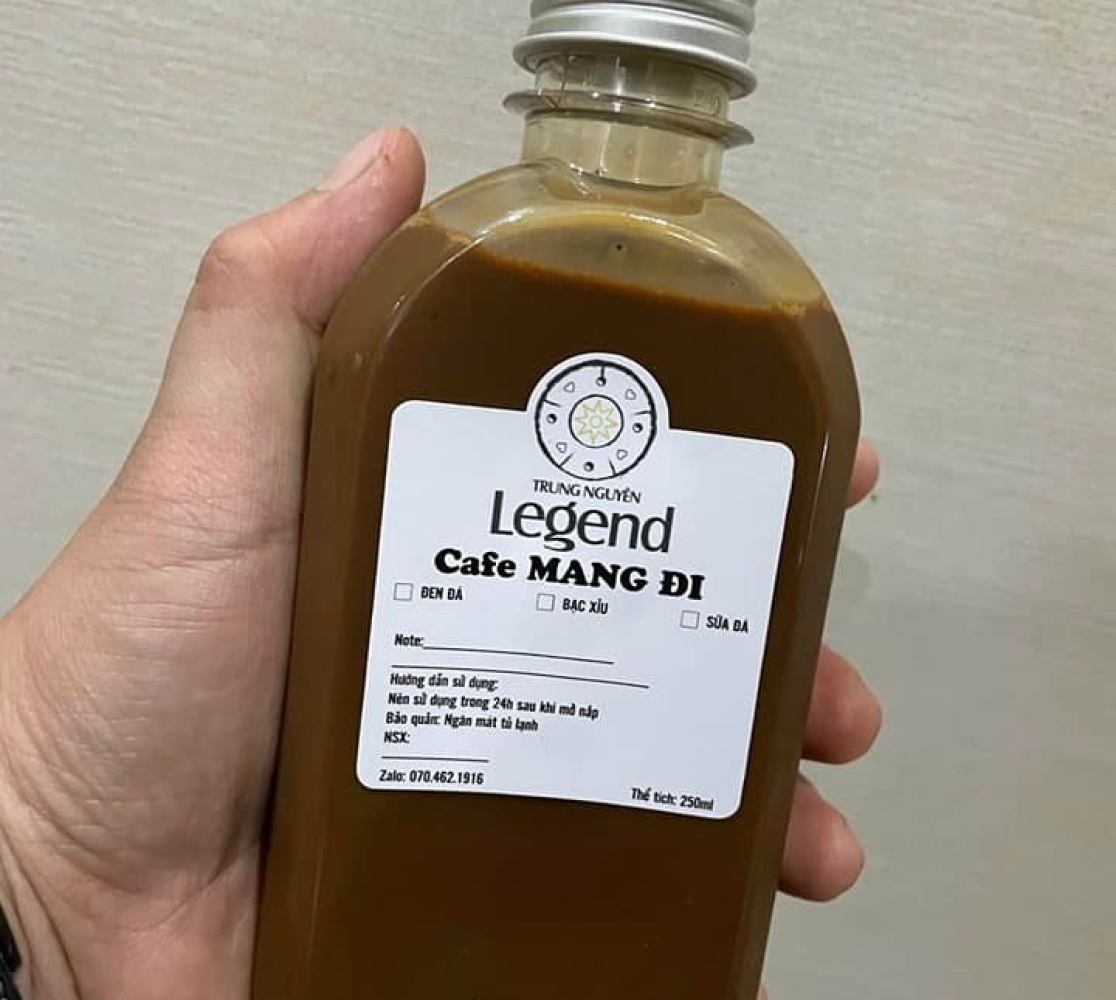 TRUNG NGUYÊN
Legend
Cafe MANG ĐI
ĐEN ĐÁ BẠC XỈU SỮA ĐÁ
Note:
Hướng dẫn sử dụng:
Nên sử dụng trong 24h sau khi mở nắp
Bảo quản: Ngăn mát tủ lạnh
NSX:
Zalo: 070.462.1916
Thể tích: 250ml